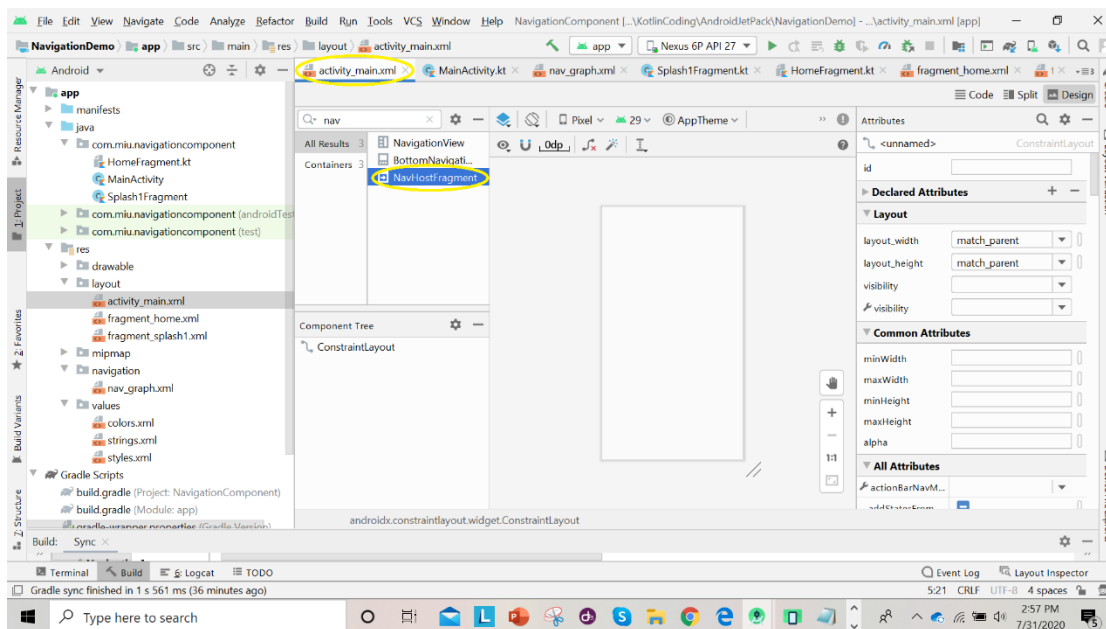 File Edit View Navigate Code Analyze Refactor Build Run Tools VCS Window Help NavigationComponent [...\KotlinCoding\AndroidJetPack\NavigationDemo] - ...\activity_main.xml [app]
NavigationDemo app src main res layout activity_main.xml app Nexus 6P API 27
Android activity_main.xml MainActivity.kt nav_graph.xml Splash1Fragment.kt HomeFragment.kt fragment_home.xml 1
Code Split Design
Resource Manager
1: Project
2: Favorites
Build Variants
Z: Structure
app
manifests
java
com.miu.navigationcomponent
HomeFragment.kt
MainActivity
Splash1Fragment
com.miu.navigationcomponent (androidTest
com.miu.navigationcomponent (test)
res
drawable
layout
activity_main.xml
fragment_home.xml
fragment_splash1.xml
mipmap
navigation
nav_graph.xml
values
colors.xml
strings.xml
styles.xml
Gradle Scripts
build.gradle (Project: NavigationComponent)
build.gradle (Module: app)
gradle-wrapper.properties (Gradle Version)
nav
All Results 3
Containers 3
NavigationView
BottomNavigati...
NavHostFragment
Component Tree
ConstraintLayout
Pixel 29 AppTheme
0dp
1:1
androidx.constraintlayout.widget.ConstraintLayout
Attributes
<unnamed> ConstraintLayout
id
Declared Attributes
Layout
layout_width match_parent
layout_height match_parent
visibility
visibility
Common Attributes
minWidth
maxWidth
minHeight
maxHeight
alpha
All Attributes
actionBarNavM...
Build: Sync
Terminal Build 6: Logcat TODO Event Log Layout Inspector
Gradle sync finished in 1 s 561 ms (36 minutes ago) 5:21 CRLF UTF-8 4 spaces
Type here to search 2:57 PM
7/31/2020 5